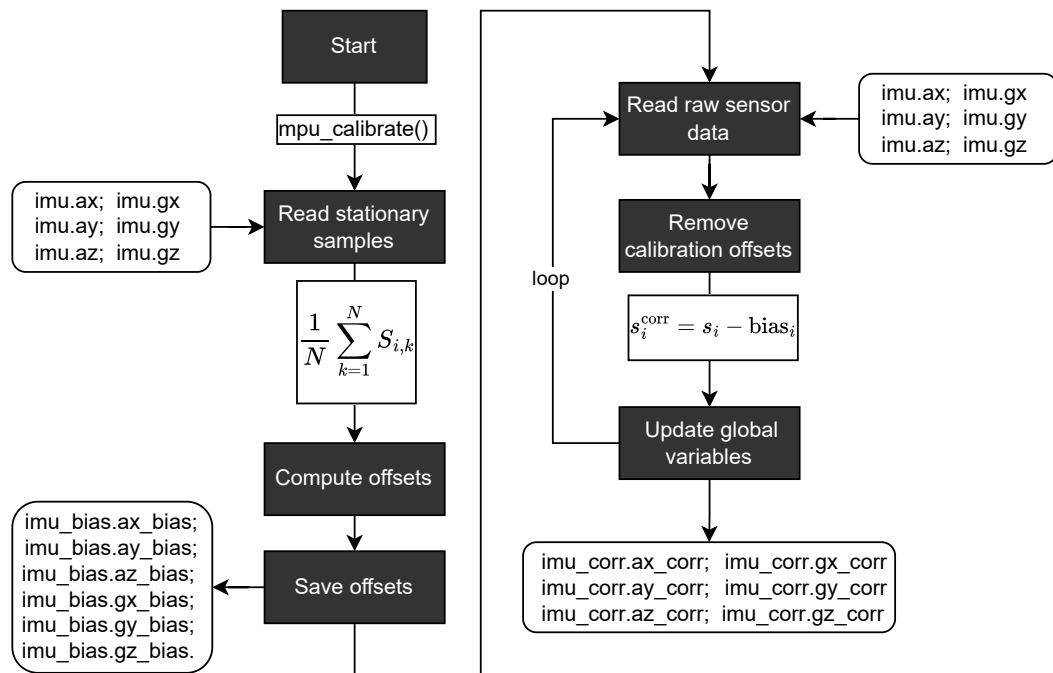 Start
mpu_calibrate()
imu.ax; imu.gx
imu.ay; imu.gy
imu.az; imu.gz
Read stationary
samples
\frac{1}{N} \sum_{k=1}^{N} S_{i,k}
Compute offsets
Save offsets
imu_bias.ax_bias;
imu_bias.ay_bias;
imu_bias.az_bias;
imu_bias.gx_bias;
imu_bias.gy_bias;
imu_bias.gz_bias.
Read raw sensor
data
imu.ax; imu.gx
imu.ay; imu.gy
imu.az; imu.gz
Remove
calibration offsets
loop
s_i^{corr} = s_i − bias_i
Update global
variables
imu_corr.ax_corr; imu_corr.gx_corr
imu_corr.ay_corr; imu_corr.gy_corr
imu_corr.az_corr; imu_corr.gz_corr